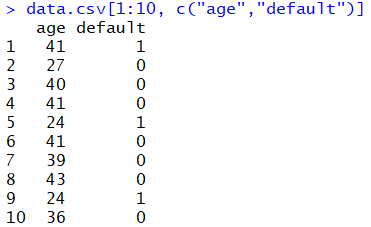 > data.csv[1:10, c("age","default")]
age default
1 41 1
2 27 0
3 40 0
4 41 0
5 24 1
6 41 0
7 39 0
8 43 0
9 24 1
10 36 0